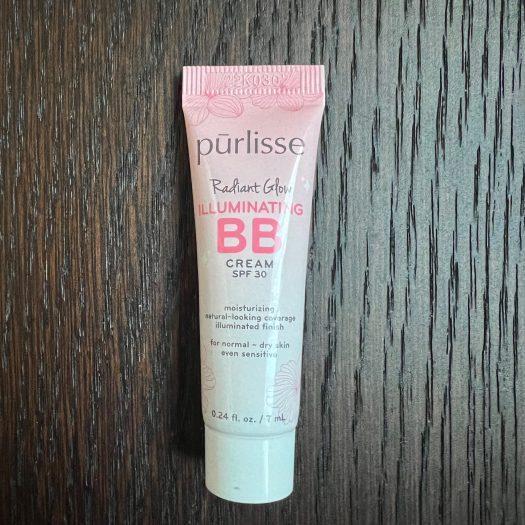 pūrlisse
Radiant Glow
ILLUMINATING
BB
CREAM
SPF 30
moisturizing
natural-looking coverage
illuminated finish
for normal - dry skin
even sensitive
0.24 fl. oz. / 7 mL